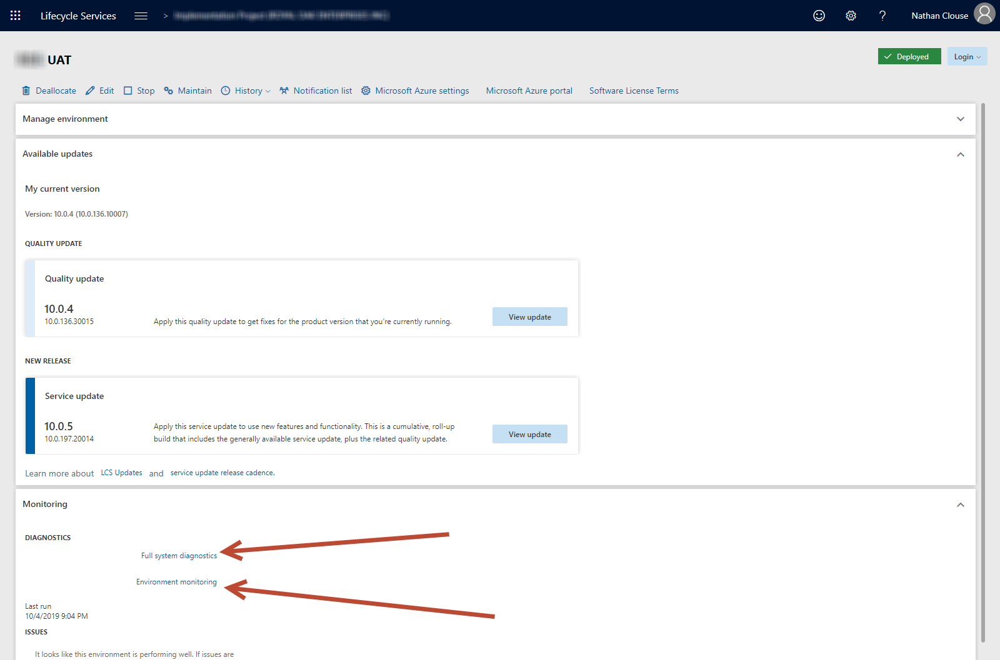 Lifecycle Services
>
Nathan Clouse
UAT
Deployed
Login
Deallocate Edit Stop Maintain History Notification list Microsoft Azure settings Microsoft Azure portal Software License Terms
Manage environment
Available updates
My current version
Version: 10.0.4 (10.0.136.10007)
QUALITY UPDATE
Quality update
10.0.4
10.0.136.30015
Apply this quality update to get fixes for the product version that you're currently running.
View update
NEW RELEASE
Service update
10.0.5
10.0.197.20014
Apply this service update to use new features and functionality. This is a cumulative, roll-up
build that includes the generally available service update, plus the related quality update.
View update
Learn more about LCS Updates and service update release cadence.
Monitoring
DIAGNOSTICS
Full system diagnostics
Environment monitoring
Last run
10/4/2019 9:04 PM
ISSUES
It looks like this environment is performing well. If issues are